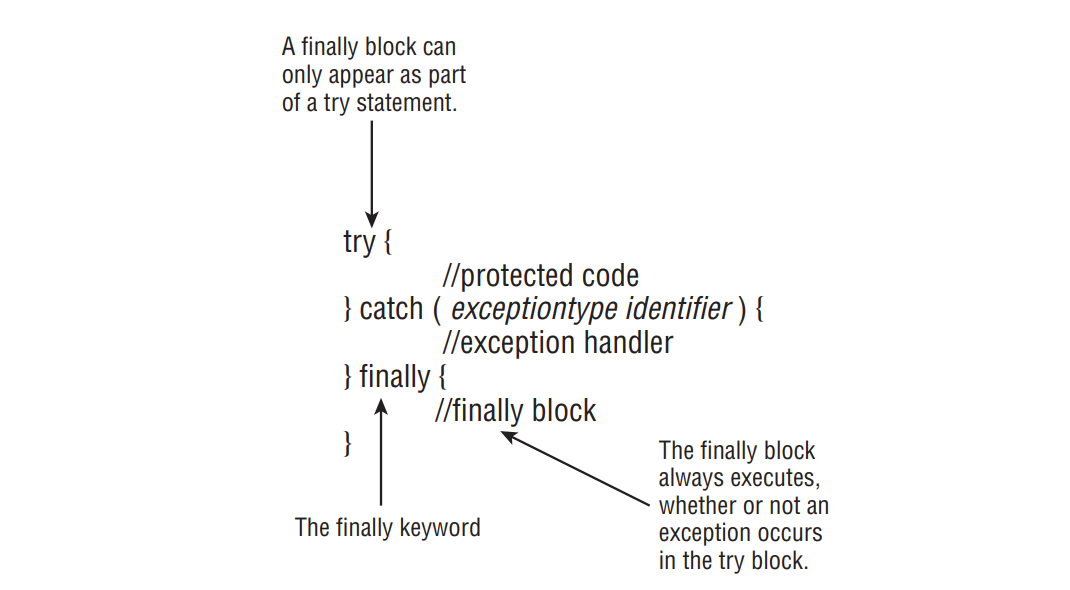 A finally block can
only appear as part
of a try statement.
try {
//protected code
} catch ( exceptiontype identifier ) {
//exception handler
} finally {
//finally block
}
The finally block
always executes,
whether or not an
exception occurs
in the try block.
The finally keyword